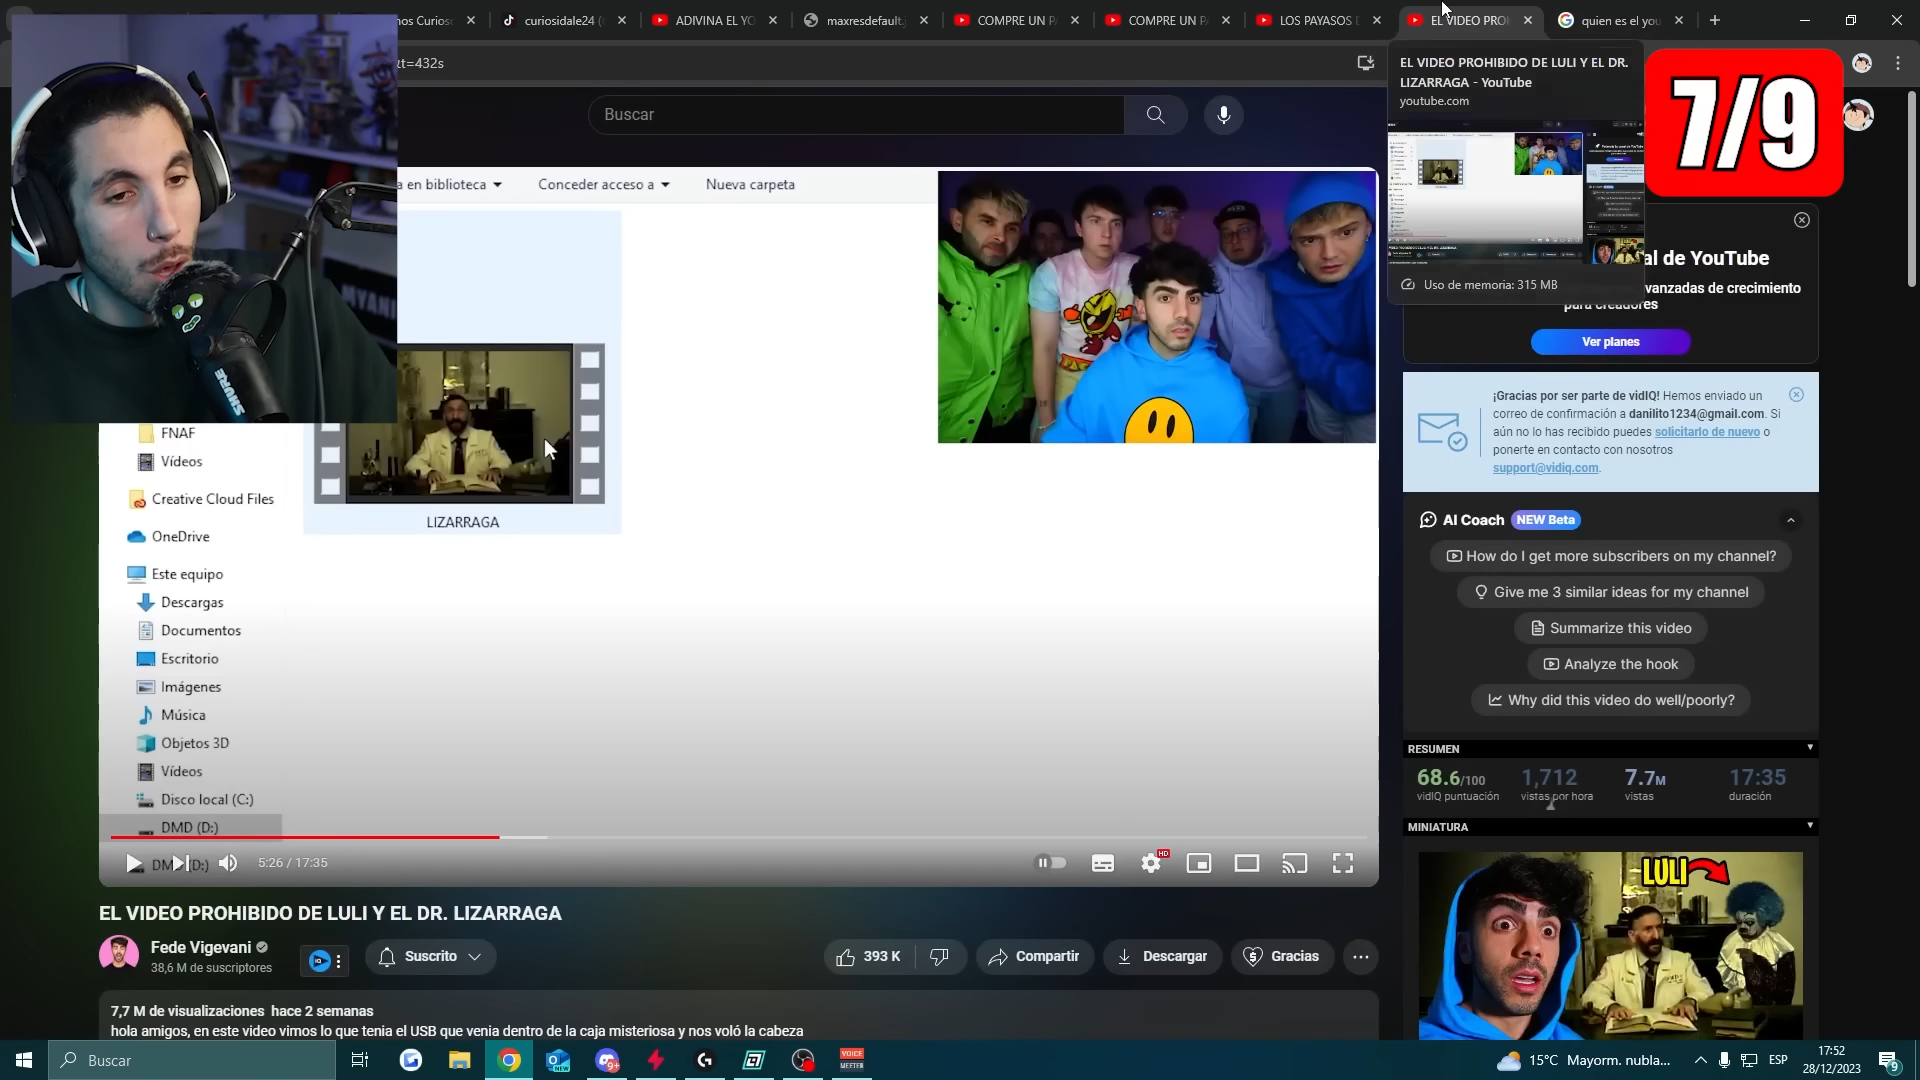 nos Curios
curiosidale24 (
ADIVINA EL YO
maxresdefault.j
COMPRE UN P
COMPRE UN P
LOS PAYASOS
EL VIDEO PRO
quien es el you
&t=432s
EL VIDEO PROHIBIDO DE LULI Y EL DR.
LIZARRAGA - YouTube
youtube.com
Uso de memoria: 315 MB
7/9
Buscar
a en biblioteca
Conceder acceso a
Nueva carpeta
al de YouTube
avanzadas de crecimiento
para creadores
Ver planes
¡Gracias por ser parte de vidIQ! Hemos enviado un
correo de confirmación a danilito1234@gmail.com. Si
aún no lo has recibido puedes solicitarlo de nuevo o
ponerte en contacto con nosotros
support@vidiq.com.
SHURE
FNAF
Vídeos
Creative Cloud Files
OneDrive
Este equipo
Descargas
Documentos
Escritorio
Imágenes
Música
Objetos 3D
Vídeos
Disco local (C:)
DMD (D:)
DMD (D:)
LIZARRAGA
AI Coach NEW Beta
How do I get more subscribers on my channel?
Give me 3 similar ideas for my channel
Summarize this video
Analyze the hook
Why did this video do well/poorly?
RESUMEN
68.6/100
vidIQ puntuación
1,712
vistas por hora
7.7M
vistas
17:35
duración
MINIATURA
LULI
5:26 / 17:35
HD
EL VIDEO PROHIBIDO DE LULI Y EL DR. LIZARRAGA
Fede Vigevani
38,6 M de suscriptores
Suscrito
393 K
Compartir
Descargar
Gracias
7,7 M de visualizaciones hace 2 semanas
hola amigos, en este video vimos lo que tenia el USB que venia dentro de la caja misteriosa y nos voló la cabeza
Buscar
NEW
9+
VOICE
MEETER
15°C Mayorm. nubla...
ESP
17:52
28/12/2023
9